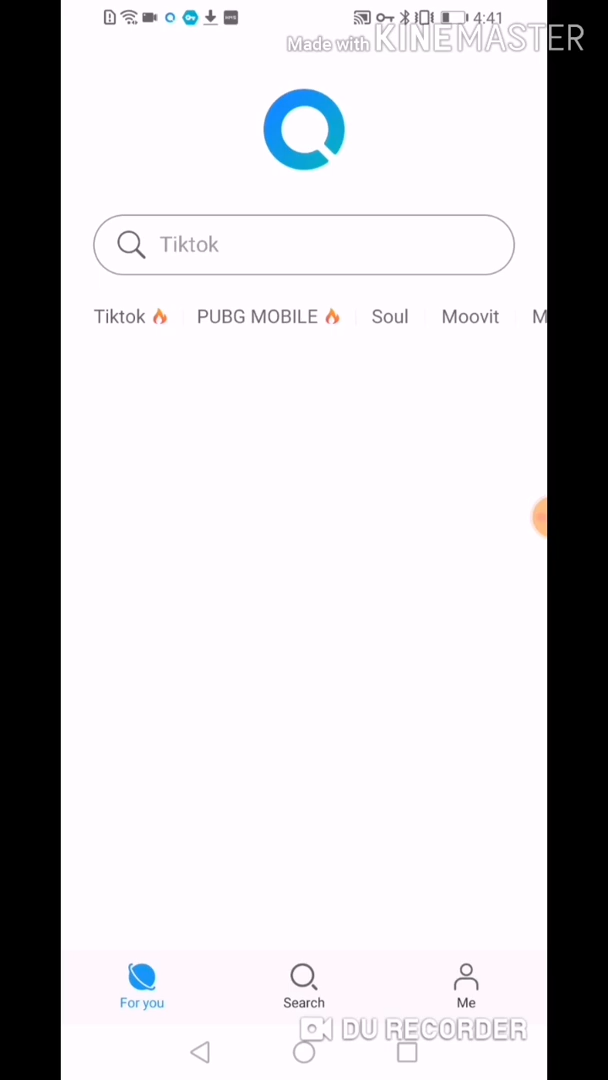 4:41
Made with KINEMASTER
Tiktok
Tiktok 🔥 PUBG MOBILE 🔥 Soul Moovit M
For you Search Me
DU RECORDER